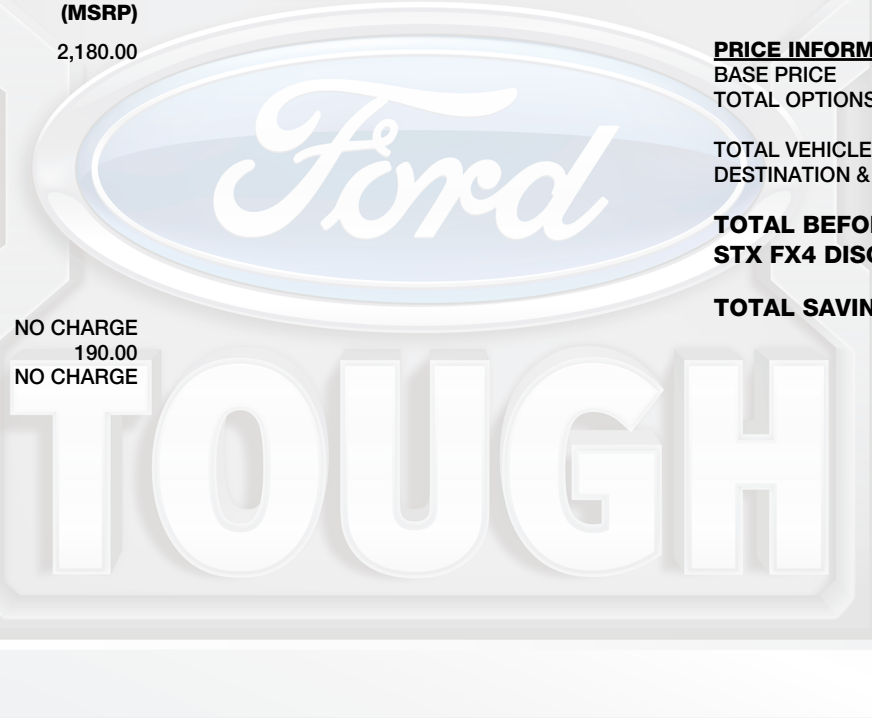 (MSRP)
2,180.00
NO CHARGE
190.00
NO CHARGE
PRICE INFORM
BASE PRICE
TOTAL OPTIONS
TOTAL VEHICLE
DESTINATION &
TOTAL BEFO
STX FX4 DISC
TOTAL SAVIN
Ford
TOUGH